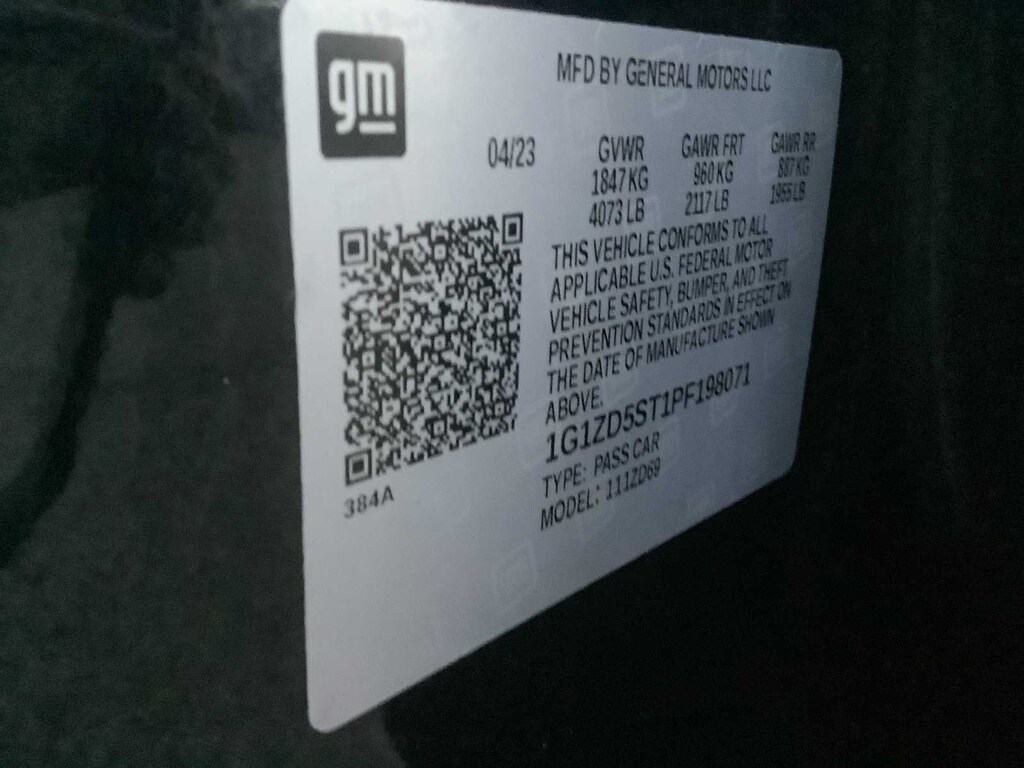 gm
MFD BY GENERAL MOTORS LLC
04/23 GVWR GAWR FRT GAWR RR
1847 KG 960 KG 887 KG
4073 LB 2117 LB 1955 LB
THIS VEHICLE CONFORMS TO ALL
APPLICABLE U.S. FEDERAL MOTOR
VEHICLE SAFETY, BUMPER, AND THEFT
PREVENTION STANDARDS IN EFFECT ON
THE DATE OF MANUFACTURE SHOWN
ABOVE.
1G1ZD5ST1PF198071
TYPE: PASS CAR
MODEL: 111ZD69
384A